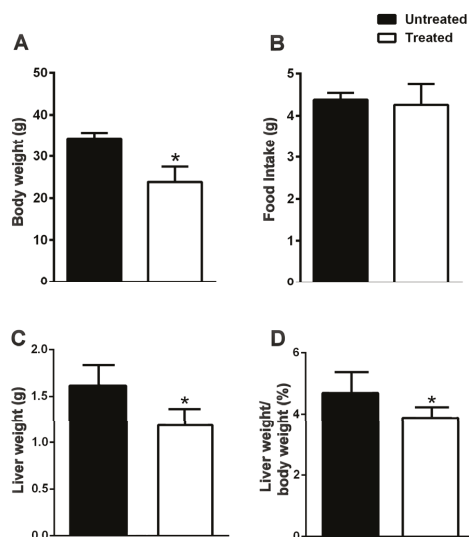 Untreated
Treated
A
Body weight (g)
50
40
30
20
10
0
*
B
Food Intake (g)
5
4
3
2
1
0
C
Liver weight (g)
2.0
1.5
1.0
0.5
0.0
*
D
Liver weight/
body weight (%)
6
4
2
0
*